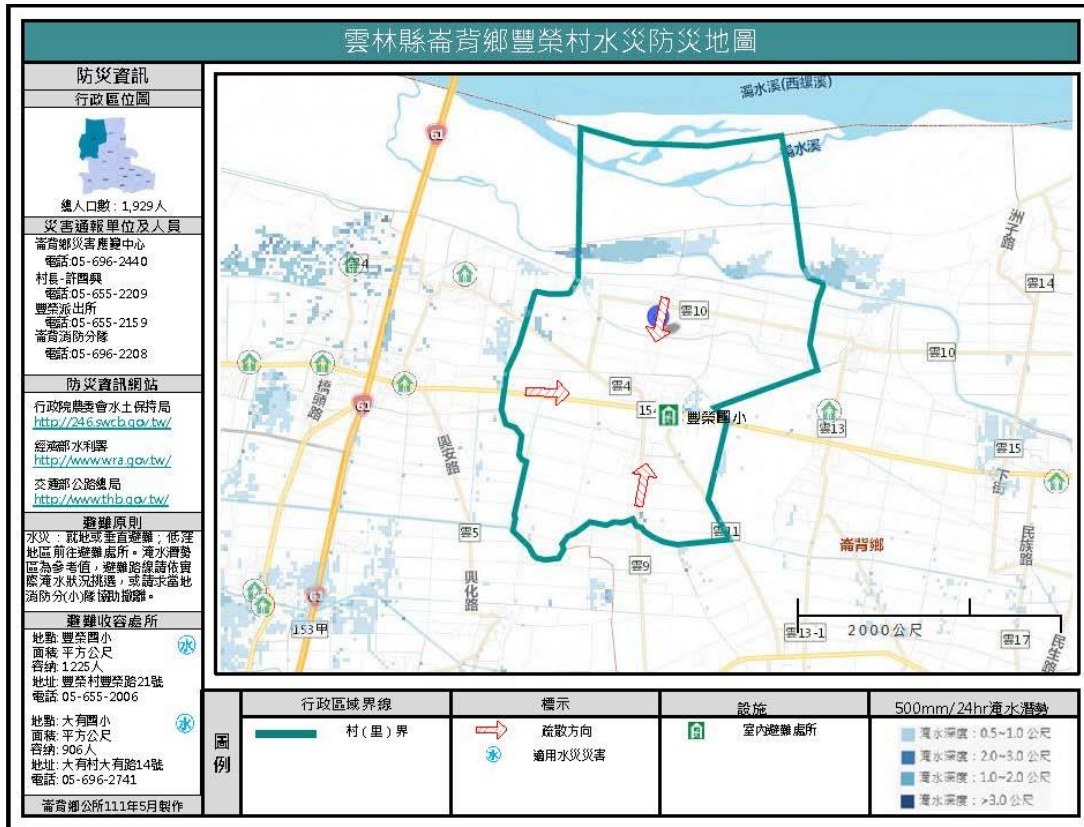 雲林縣崙背鄉豐榮村水災防災地圖
防災資訊
行政區位圖
總人口數：1,929人
災害通報單位及人員
崙背鄉災害應變中心
電話:05-696-2440
村長-許國興
電話:05-655-2209
豐榮派出所
電話:05-655-2159
崙背消防分隊
電話:05-696-2208
防災資訊網站
行政院農委會水土保持局
http://246.swcb.gov.tw/
經濟部水利署
http://www.wra.gov.tw/
交通部公路總局
http://www.thb.gov.tw/
避難原則
水災：就地或垂直避難；低窪
地區前往避難處所。淹水潛勢
區為參考值，避難路線請依實
際淹水狀況挑選，或請求當地
消防分(小)隊協助撤離。
避難收容處所
地點:豐榮國小
水
面積:平方公尺
容納:1225人
地址:豐榮村豐榮路21號
電話:05-655-2006
地點:大有國小
水
面積:平方公尺
容納:906人
地址:大有村大有路14號
電話:05-696-2741
崙背鄉公所111年5月製作
濁水溪(西螺溪)
濁水溪
61
洲子路
雲4
雲14
雲10
雲10
橋頭路
雲4
61
154
豐榮國小
雲13
興安路
雲15
下街
雲5
雲11
崙背鄉
民族路
雲9
興化路
61
153甲
雲13-1
2000公尺
雲17
民生路
圖例
行政區域界線
村(里)界
標示
疏散方向
水
適用水災災害
設施
室內避難處所
500mm/24hr淹水潛勢
淹水深度：0.5~1.0 公尺
淹水深度：2.0~3.0 公尺
淹水深度：1.0~2.0 公尺
淹水深度：>3.0 公尺